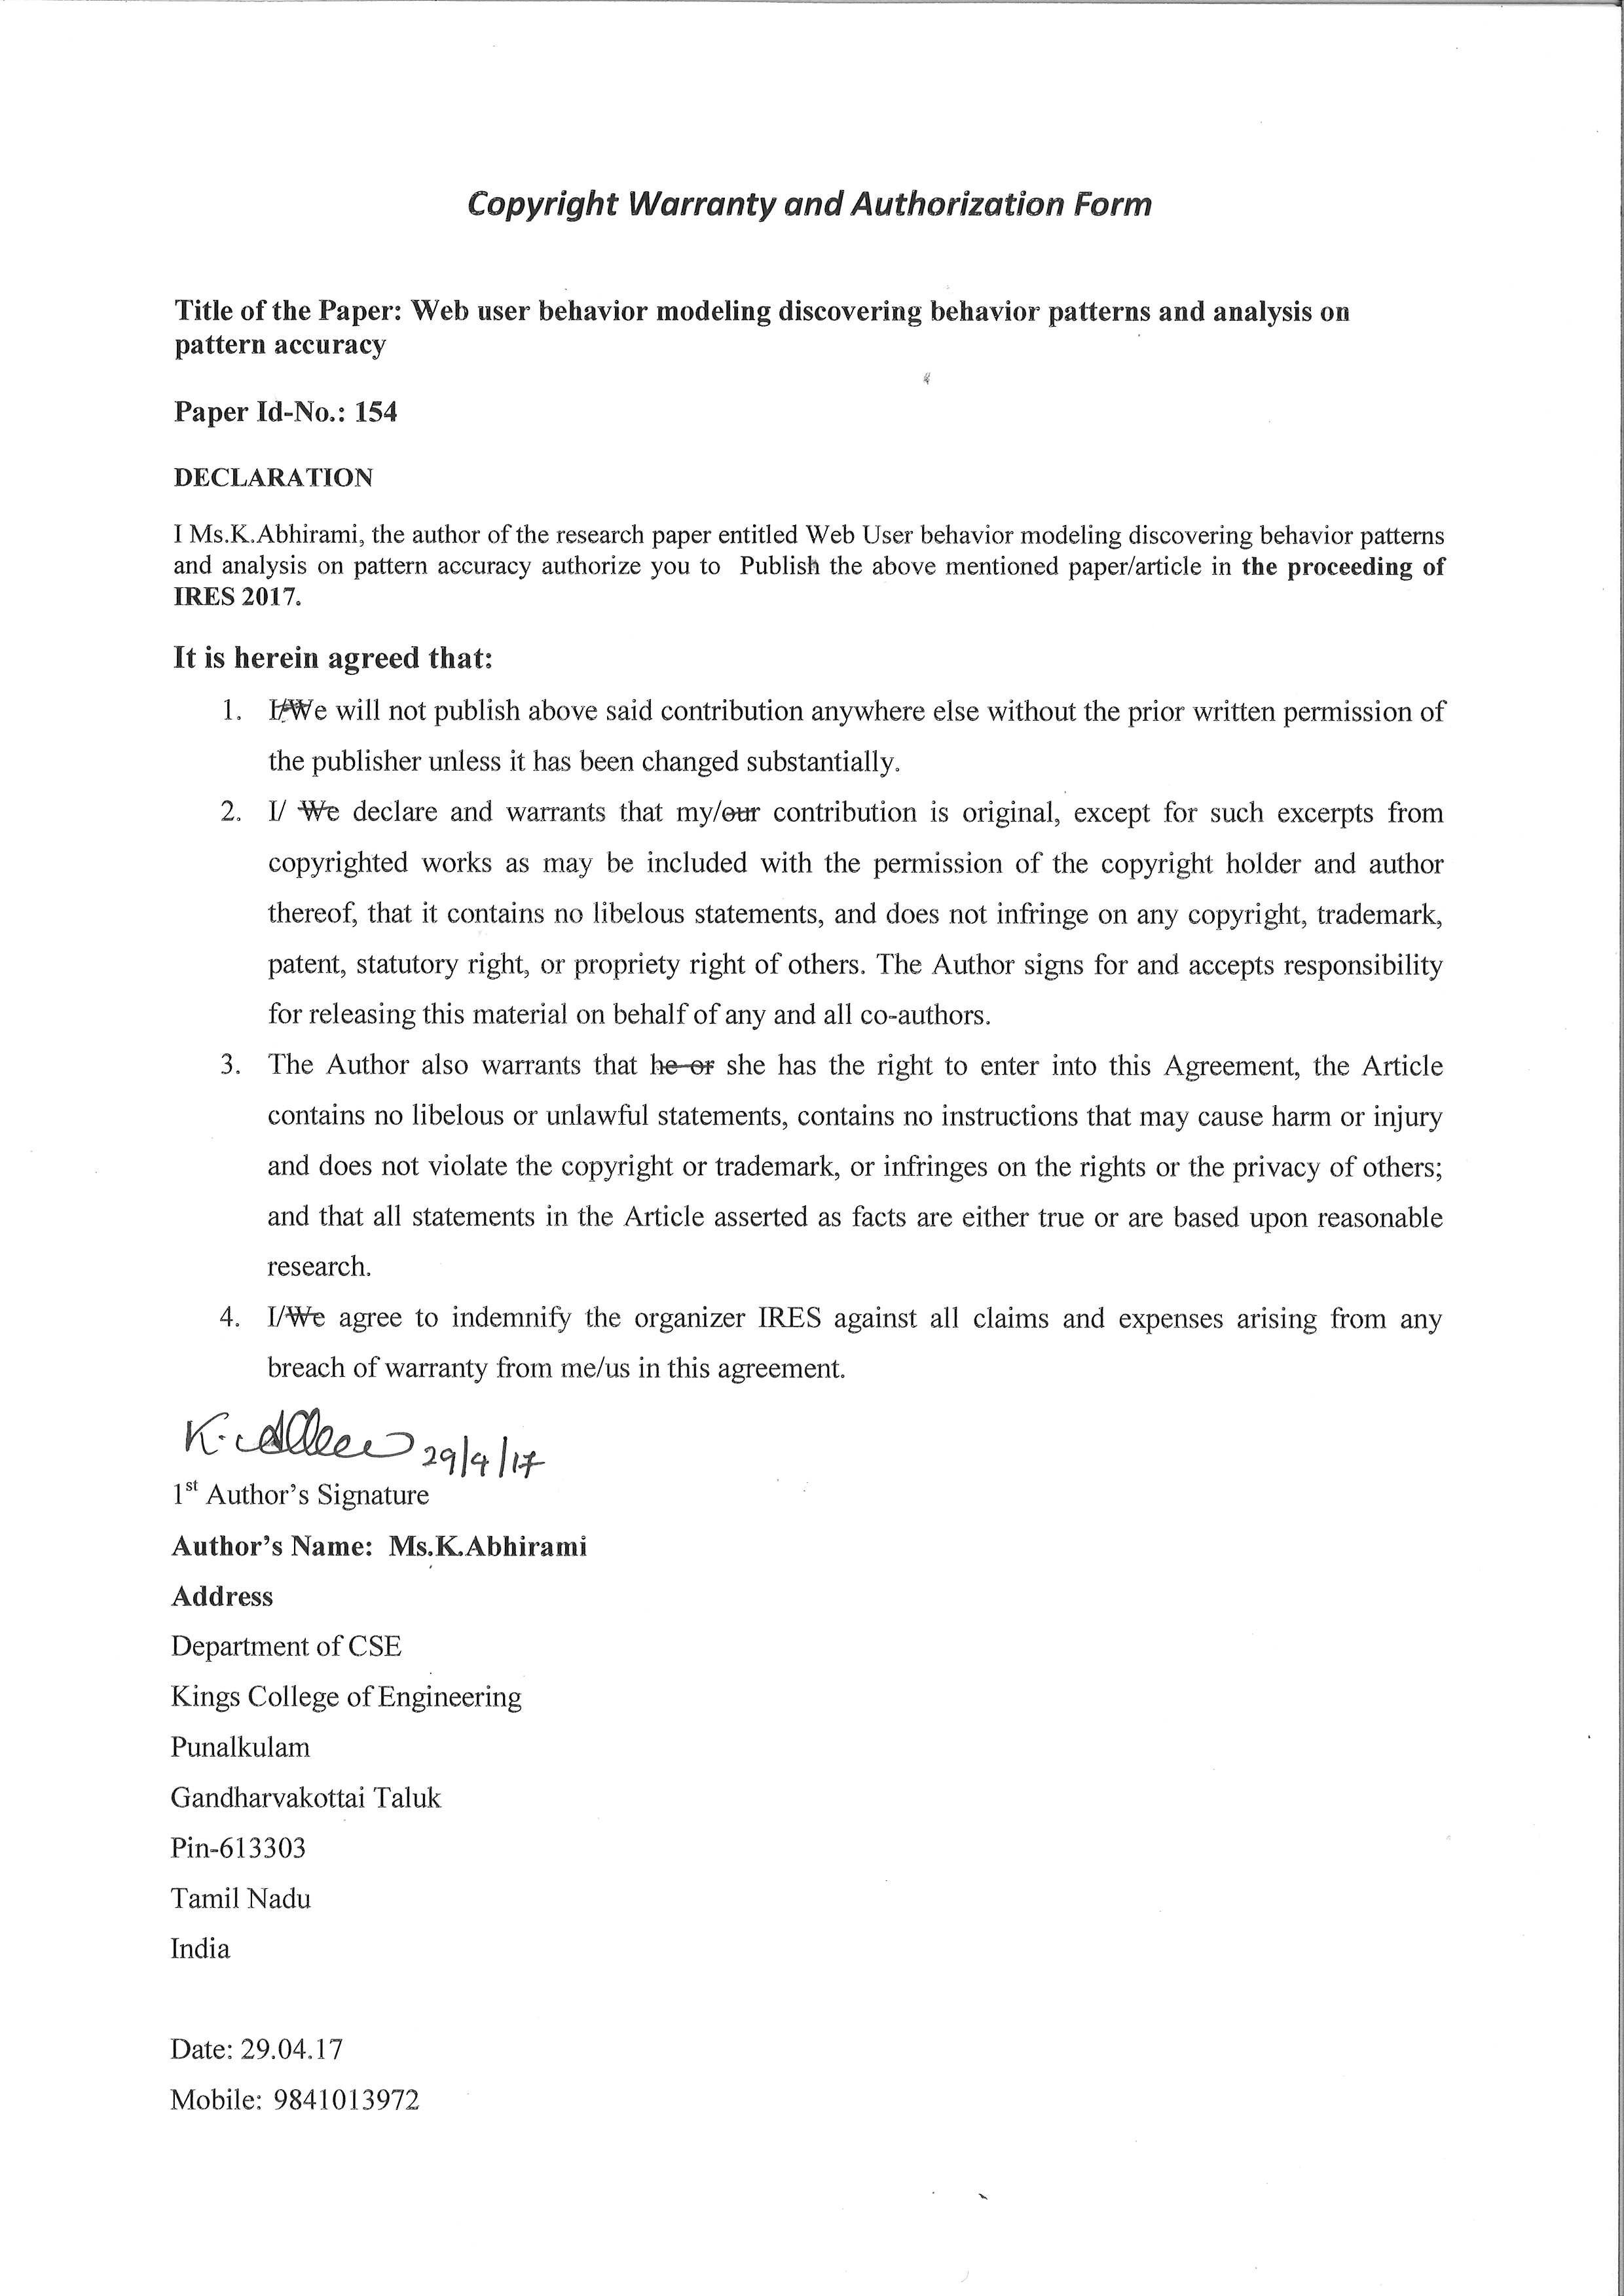 Copyright Warranty and Authorization Form
Title of the Paper: Web user behavior modeling discovering behavior patterns and analysis on
pattern accuracy
Paper Id-No.: 154
DECLARATION
I Ms.K.Abhirami, the author of the research paper entitled Web User behavior modeling discovering behavior patterns
and analysis on pattern accuracy authorize you to Publish the above mentioned paper/article in the proceeding of
IRES 2017.
It is herein agreed that:
1. I/We will not publish above said contribution anywhere else without the prior written permission of
the publisher unless it has been changed substantially.
2. I/ We declare and warrants that my/our contribution is original, except for such excerpts from
copyrighted works as may be included with the permission of the copyright holder and author
thereof, that it contains no libelous statements, and does not infringe on any copyright, trademark,
patent, statutory right, or propriety right of others. The Author signs for and accepts responsibility
for releasing this material on behalf of any and all co-authors.
3. The Author also warrants that he or she has the right to enter into this Agreement, the Article
contains no libelous or unlawful statements, contains no instructions that may cause harm or injury
and does not violate the copyright or trademark, or infringes on the rights or the privacy of others;
and that all statements in the Article asserted as facts are either true or are based upon reasonable
research.
4. I/We agree to indemnify the organizer IRES against all claims and expenses arising from any
breach of warranty from me/us in this agreement.
K. 29/4/17
1st Author's Signature
Author's Name: Ms.K.Abhirami
Address
Department of CSE
Kings College of Engineering
Punalkulam
Gandharvakottai Taluk
Pin-613303
Tamil Nadu
India
Date: 29.04.17
Mobile: 9841013972